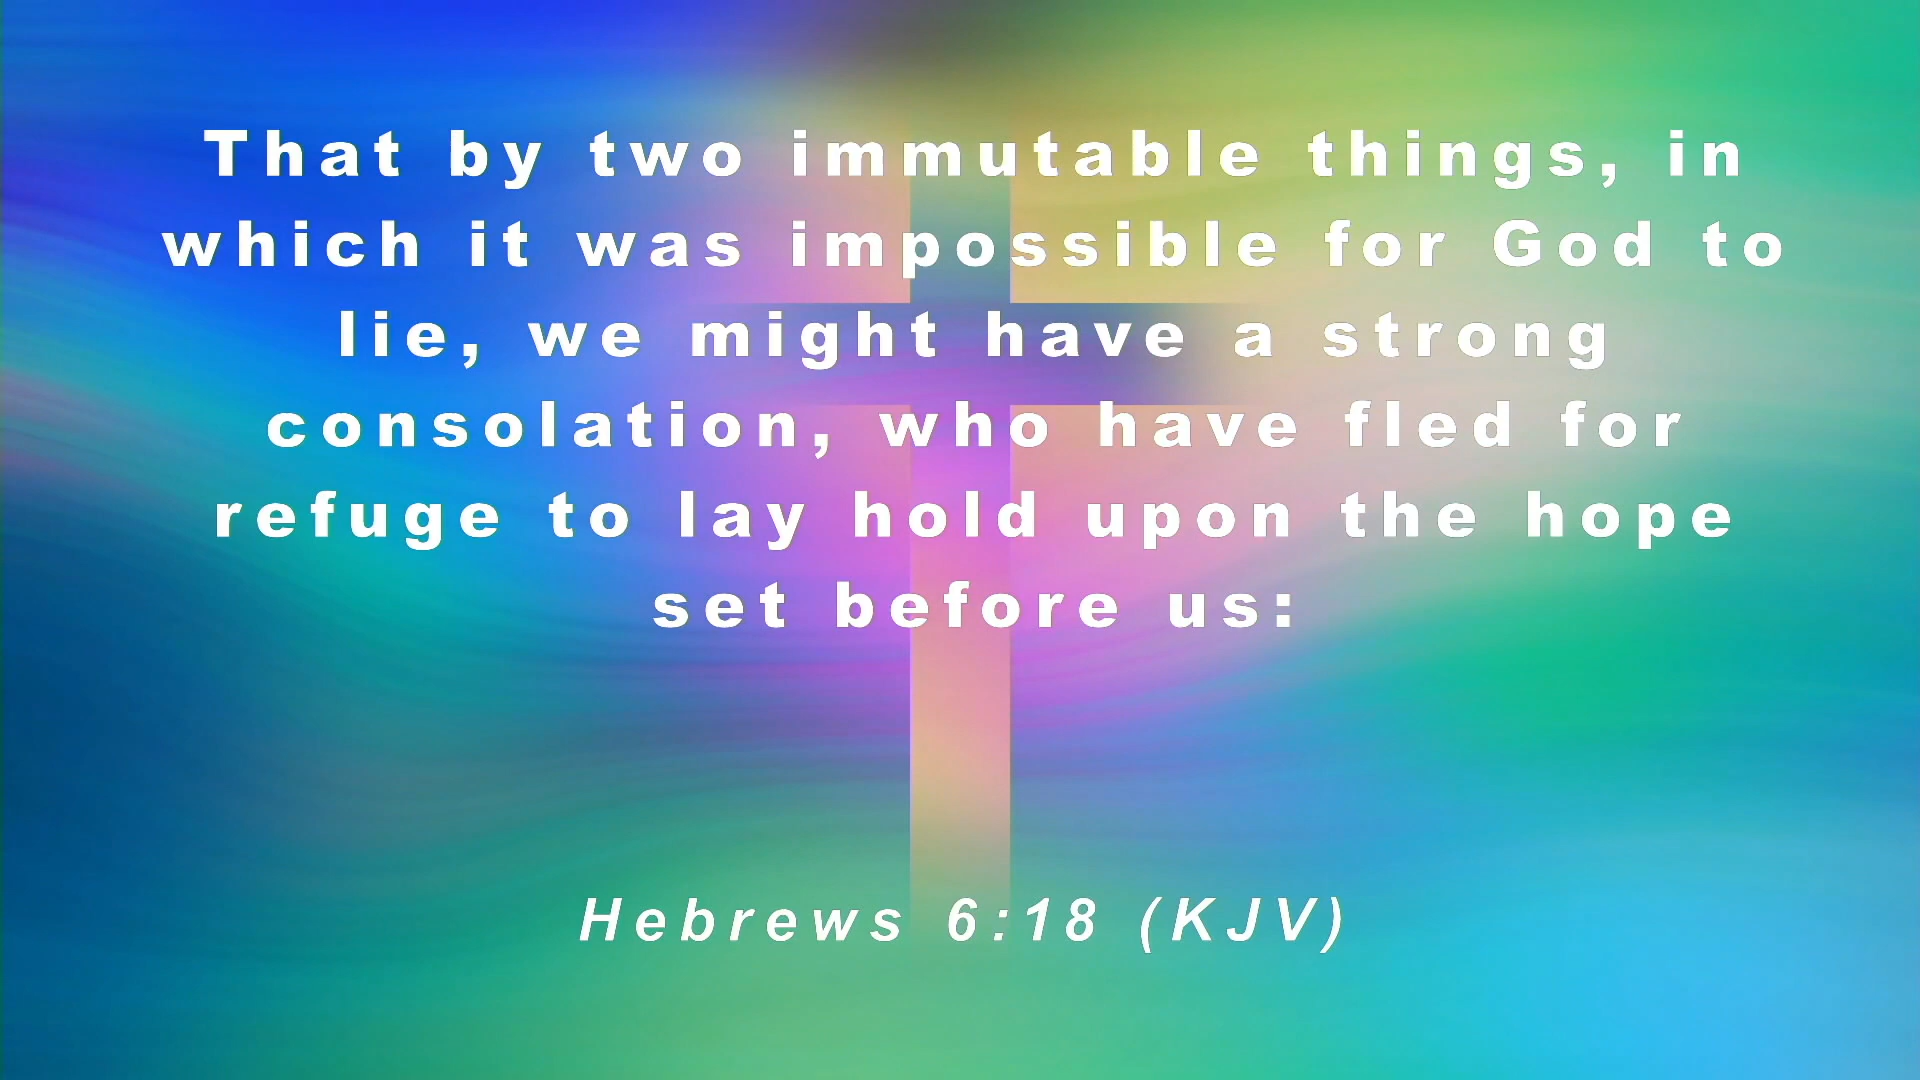 That by two immutable things, in
which it was impossible for God to
lie, we might have a strong
consolation, who have fled for
refuge to lay hold upon the hope
set before us:
Hebrews 6:18 (KJV)